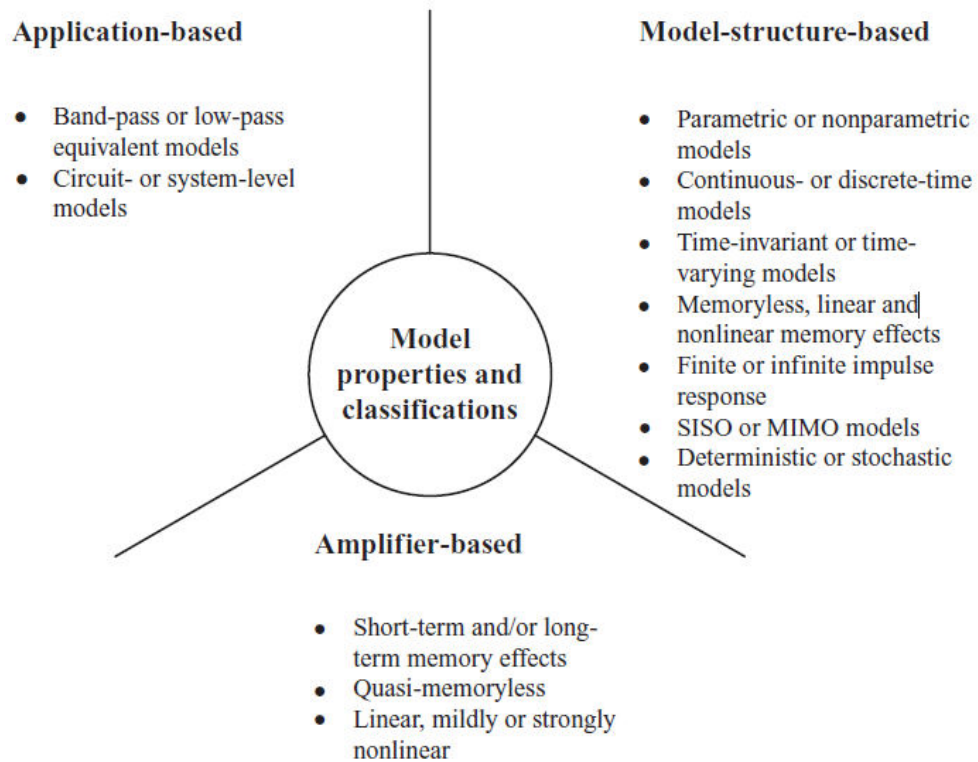 Application-based
● Band-pass or low-pass
equivalent models
● Circuit- or system-level
models
Model-structure-based
● Parametric or nonparametric
models
● Continuous- or discrete-time
models
● Time-invariant or time-
varying models
● Memoryless, linear and
nonlinear memory effects
● Finite or infinite impulse
response
● SISO or MIMO models
● Deterministic or stochastic
models
Model
properties and
classifications
Amplifier-based
● Short-term and/or long-
term memory effects
● Quasi-memoryless
● Linear, mildly or strongly
nonlinear